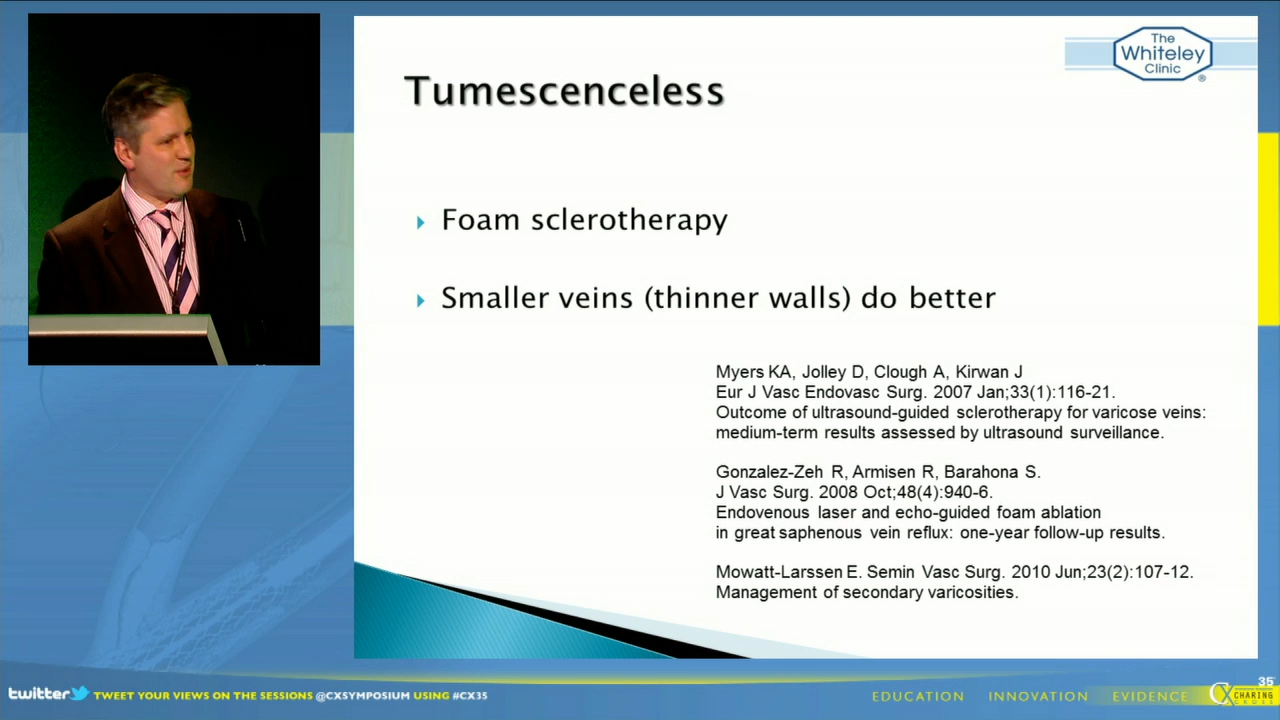 The
Whiteley
Clinic
®
Tumescenceless
Foam sclerotherapy
Smaller veins (thinner walls) do better
Myers KA, Jolley D, Clough A, Kirwan J
Eur J Vasc Endovasc Surg. 2007 Jan;33(1):116-21.
Outcome of ultrasound-guided sclerotherapy for varicose veins:
medium-term results assessed by ultrasound surveillance.
Gonzalez-Zeh R, Armisen R, Barahona S.
J Vasc Surg. 2008 Oct;48(4):940-6.
Endovenous laser and echo-guided foam ablation
in great saphenous vein reflux: one-year follow-up results.
Mowatt-Larssen E. Semin Vasc Surg. 2010 Jun;23(2):107-12.
Management of secondary varicosities.
twitter TWEET YOUR VIEWS ON THE SESSIONS @CXSYMPOSIUM USING #CX35
EDUCATION INNOVATION EVIDENCE
35
CX CHARING
CROSS